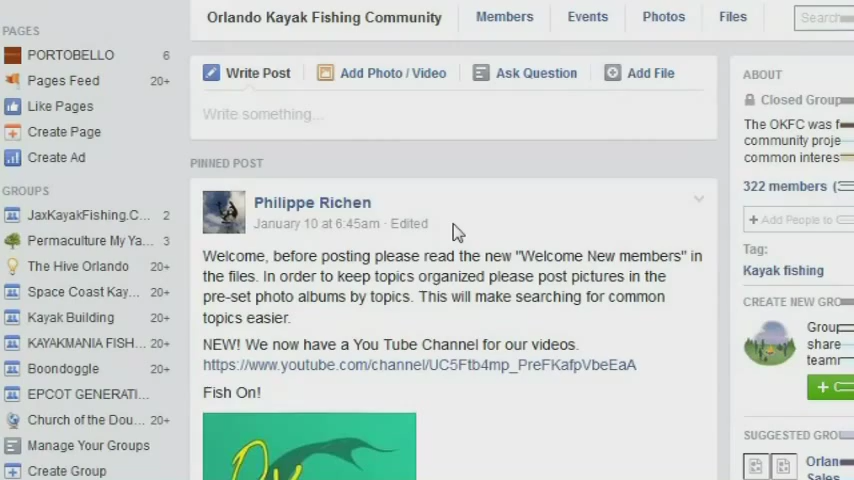 Orlando Kayak Fishing Community
Members
Events
Photos
Files
Search
PAGES
PORTOBELLO 6
Pages Feed 20+
Like Pages
Create Page
Create Ad
GROUPS
JaxKayakFishing.C... 2
Permaculture My Ya... 3
The Hive Orlando 20+
Space Coast Kay... 20+
Kayak Building 20+
KAYAKMANIA FISH... 20+
Boondoggle 20+
EPCOT GENERATI...
Church of the Dou... 20+
Manage Your Groups
Create Group
Write Post
Add Photo / Video
Ask Question
Add File
Write something...
PINNED POST
Philippe Richen
January 10 at 6:45am · Edited
Welcome, before posting please read the new "Welcome New members" in
the files. In order to keep topics organized please post pictures in the
pre-set photo albums by topics. This will make searching for common
topics easier.
NEW! We now have a You Tube Channel for our videos.
https://www.youtube.com/channel/UC5Ftb4mp_PreFKafpVbeEaA
Fish On!
ABOUT
Closed Group
The OKFC was f
community proje
common interes
322 members (
+ Add People to
Tag:
Kayak fishing
CREATE NEW GRO
Group
share
team
+
SUGGESTED GRO
Orlan
Sales